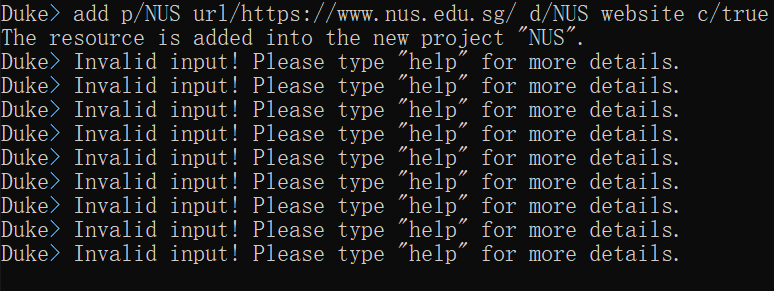 Duke> add p/NUS url/https://www.nus.edu.sg/ d/NUS website c/true
The resource is added into the new project "NUS".
Duke> Invalid input! Please type "help" for more details.
Duke> Invalid input! Please type "help" for more details.
Duke> Invalid input! Please type "help" for more details.
Duke> Invalid input! Please type "help" for more details.
Duke> Invalid input! Please type "help" for more details.
Duke> Invalid input! Please type "help" for more details.
Duke> Invalid input! Please type "help" for more details.
Duke> Invalid input! Please type "help" for more details.
Duke> Invalid input! Please type "help" for more details.